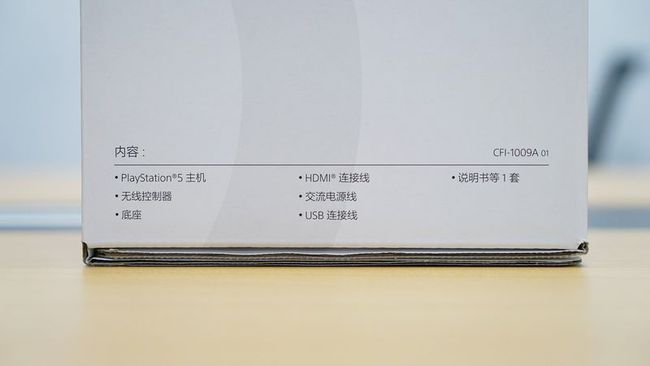 内容：
CFI-1009A 01
• PlayStation®5 主机
• 无线控制器
• 底座
• HDMI® 连接线
• 交流电源线
• USB 连接线
• 说明书等 1 套